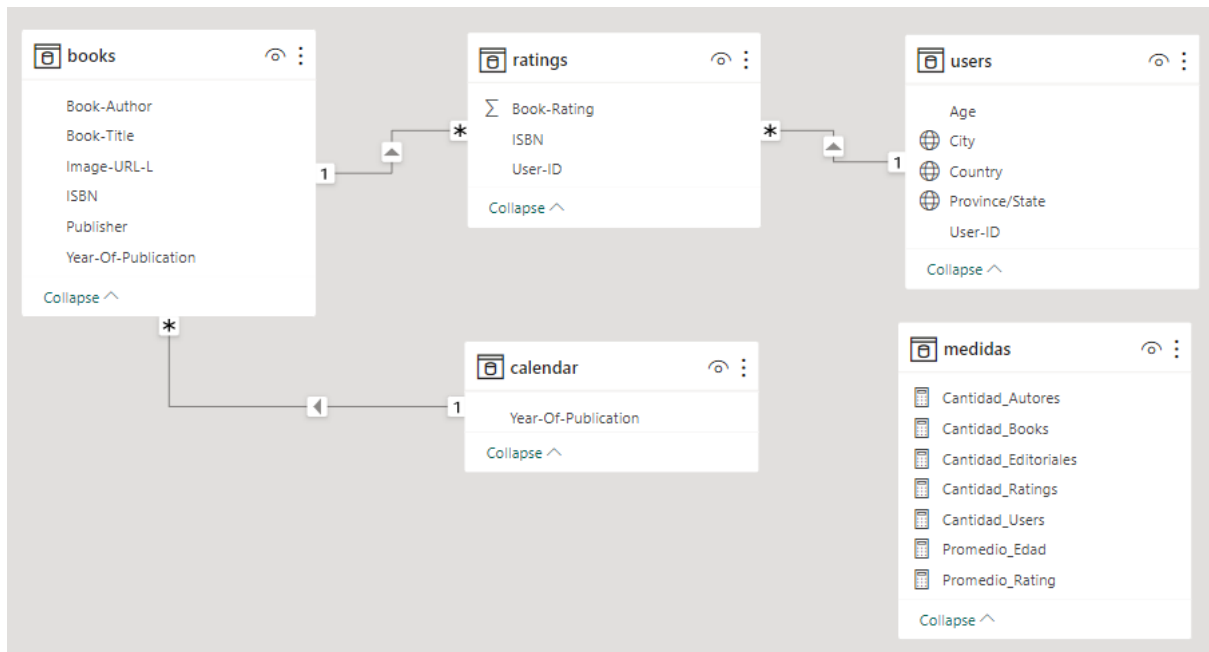 books
Book-Author
Book-Title
Image-URL-L
ISBN
Publisher
Year-Of-Publication
Collapse
1
*
*
ratings
Σ Book-Rating
ISBN
User-ID
Collapse
*
1
users
Age
City
Country
Province/State
User-ID
Collapse
calendar
Year-Of-Publication
Collapse
1
medidas
Cantidad_Autores
Cantidad_Books
Cantidad_Editoriales
Cantidad_Ratings
Cantidad_Users
Promedio_Edad
Promedio_Rating
Collapse